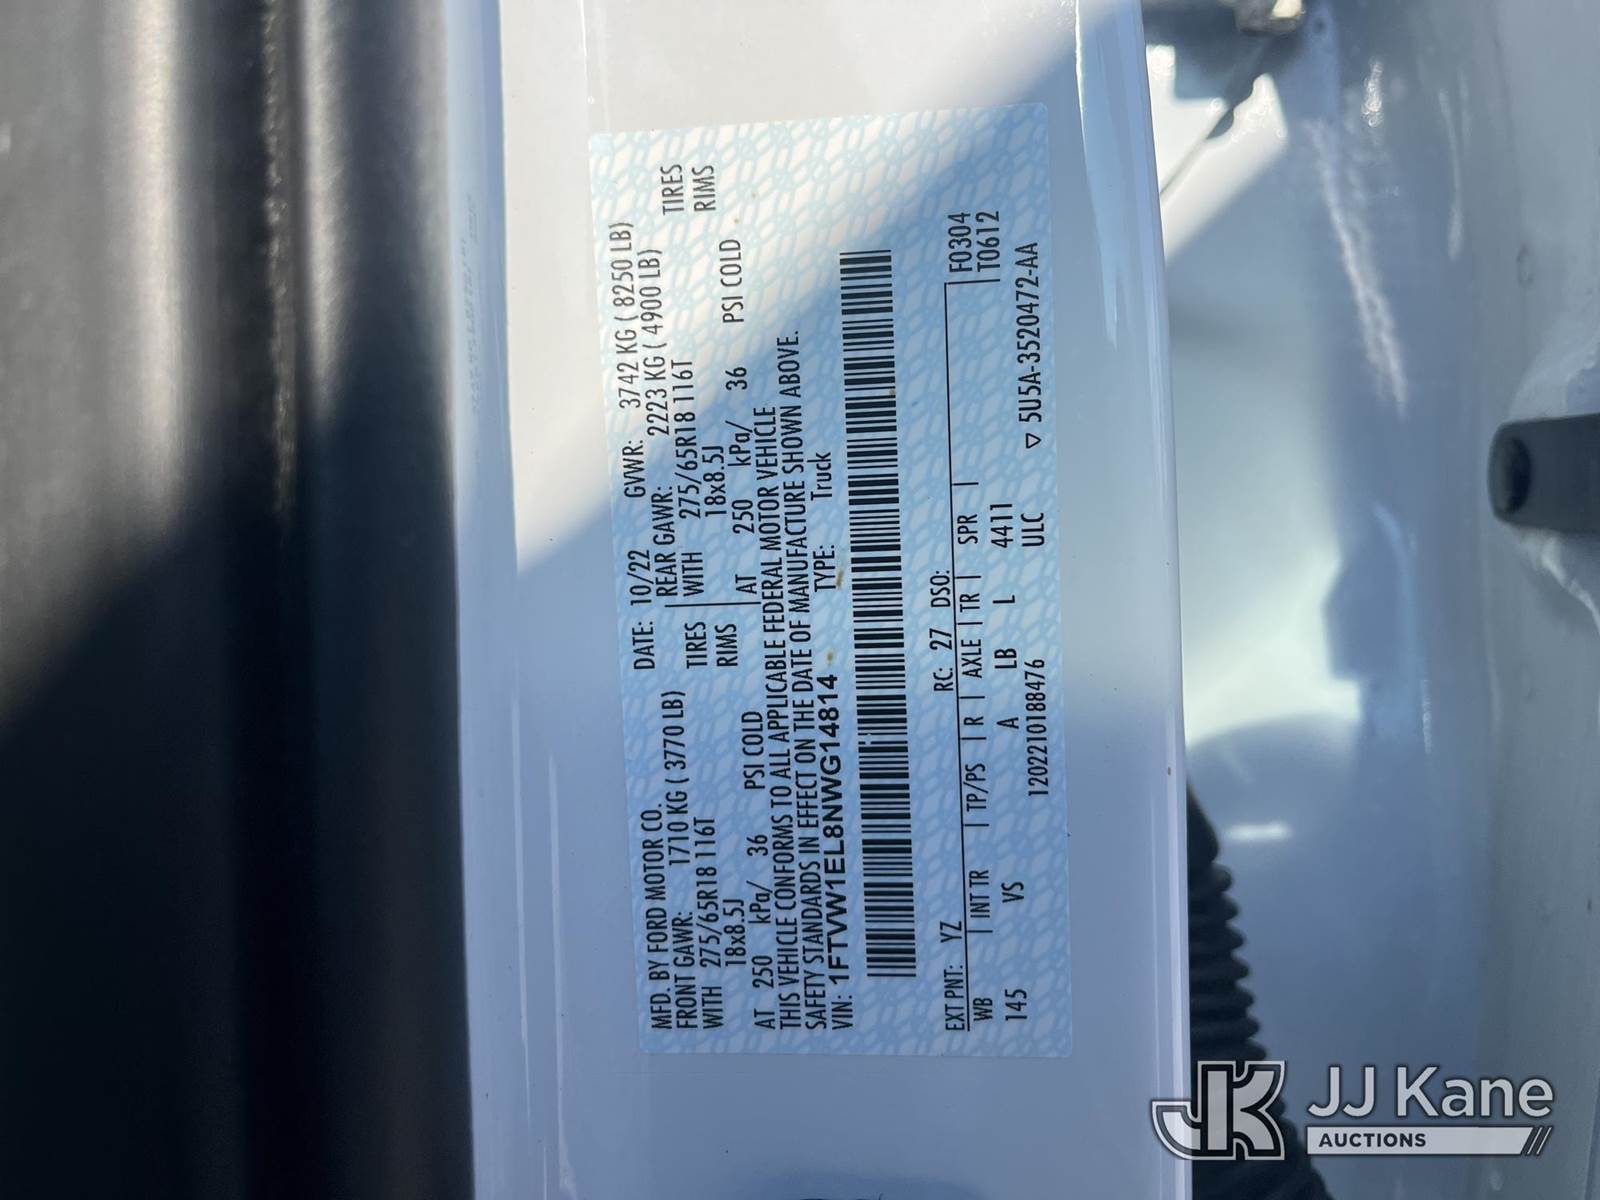 MFD. BY FORD MOTOR CO.
DATE: 10/22 GVWR: 3742 KG ( 8250 LB)
FRONT GAWR: 1710 KG ( 3770 LB)
REAR GAWR: 2223 KG ( 4900 LB)
WITH 275/65R18 116T TIRES
WITH 275/65R18 116T TIRES
18x8.5J RIMS
18x8.5J RIMS
AT 250 kPa/ 36 PSI COLD
AT 250 kPa/ 36 PSI COLD
THIS VEHICLE CONFORMS TO ALL APPLICABLE FEDERAL MOTOR VEHICLE
SAFETY STANDARDS IN EFFECT ON THE DATE OF MANUFACTURE SHOWN ABOVE.
VIN: 1FTVW1EL8NWG14814 TYPE: Truck
EXT PNT: YZ RC: 27 DSO: F0304
WB | INT TR | TP/PS | R | AXLE | TR | SPR | T0612
145 VS A LB L 4411
1202210188476 ULC ▽ 5U5A-3520472-AA
JK JJ Kane
AUCTIONS